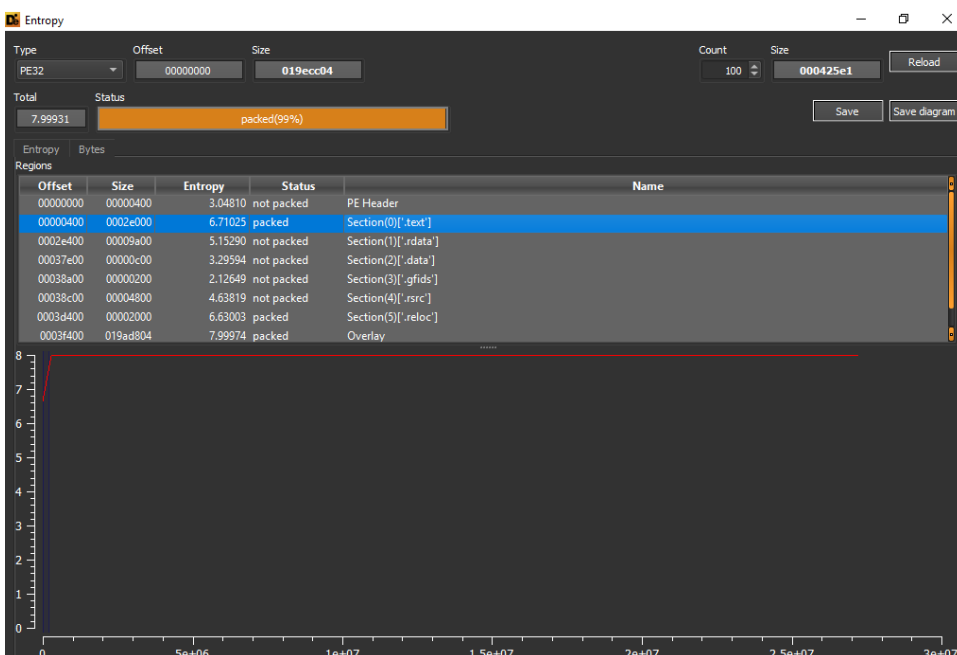 Entropy
Type Offset Size Count Size
PE32 00000000 019ecc04 100 000425e1 Reload
Total Status
7.99931 packed(99%) Save Save diagram
Entropy Bytes
Regions
Offset Size Entropy Status Name
00000000 00000400 3.04810 not packed PE Header
00000400 0002e000 6.71025 packed Section(0)['.text']
0002e400 00009a00 5.15290 not packed Section(1)['.rdata']
00037e00 00000c00 3.29594 not packed Section(2)['.data']
00038a00 00000200 2.12649 not packed Section(3)['.gfids']
00038c00 00004800 4.63819 not packed Section(4)['.rsrc']
0003d400 00002000 6.63003 packed Section(5)['.reloc']
0003f400 019ad804 7.99974 packed Overlay
8
7
6
5
4
3
2
1
0
0 5e+06 1e+07 1.5e+07 2e+07 2.5e+07 3e+07